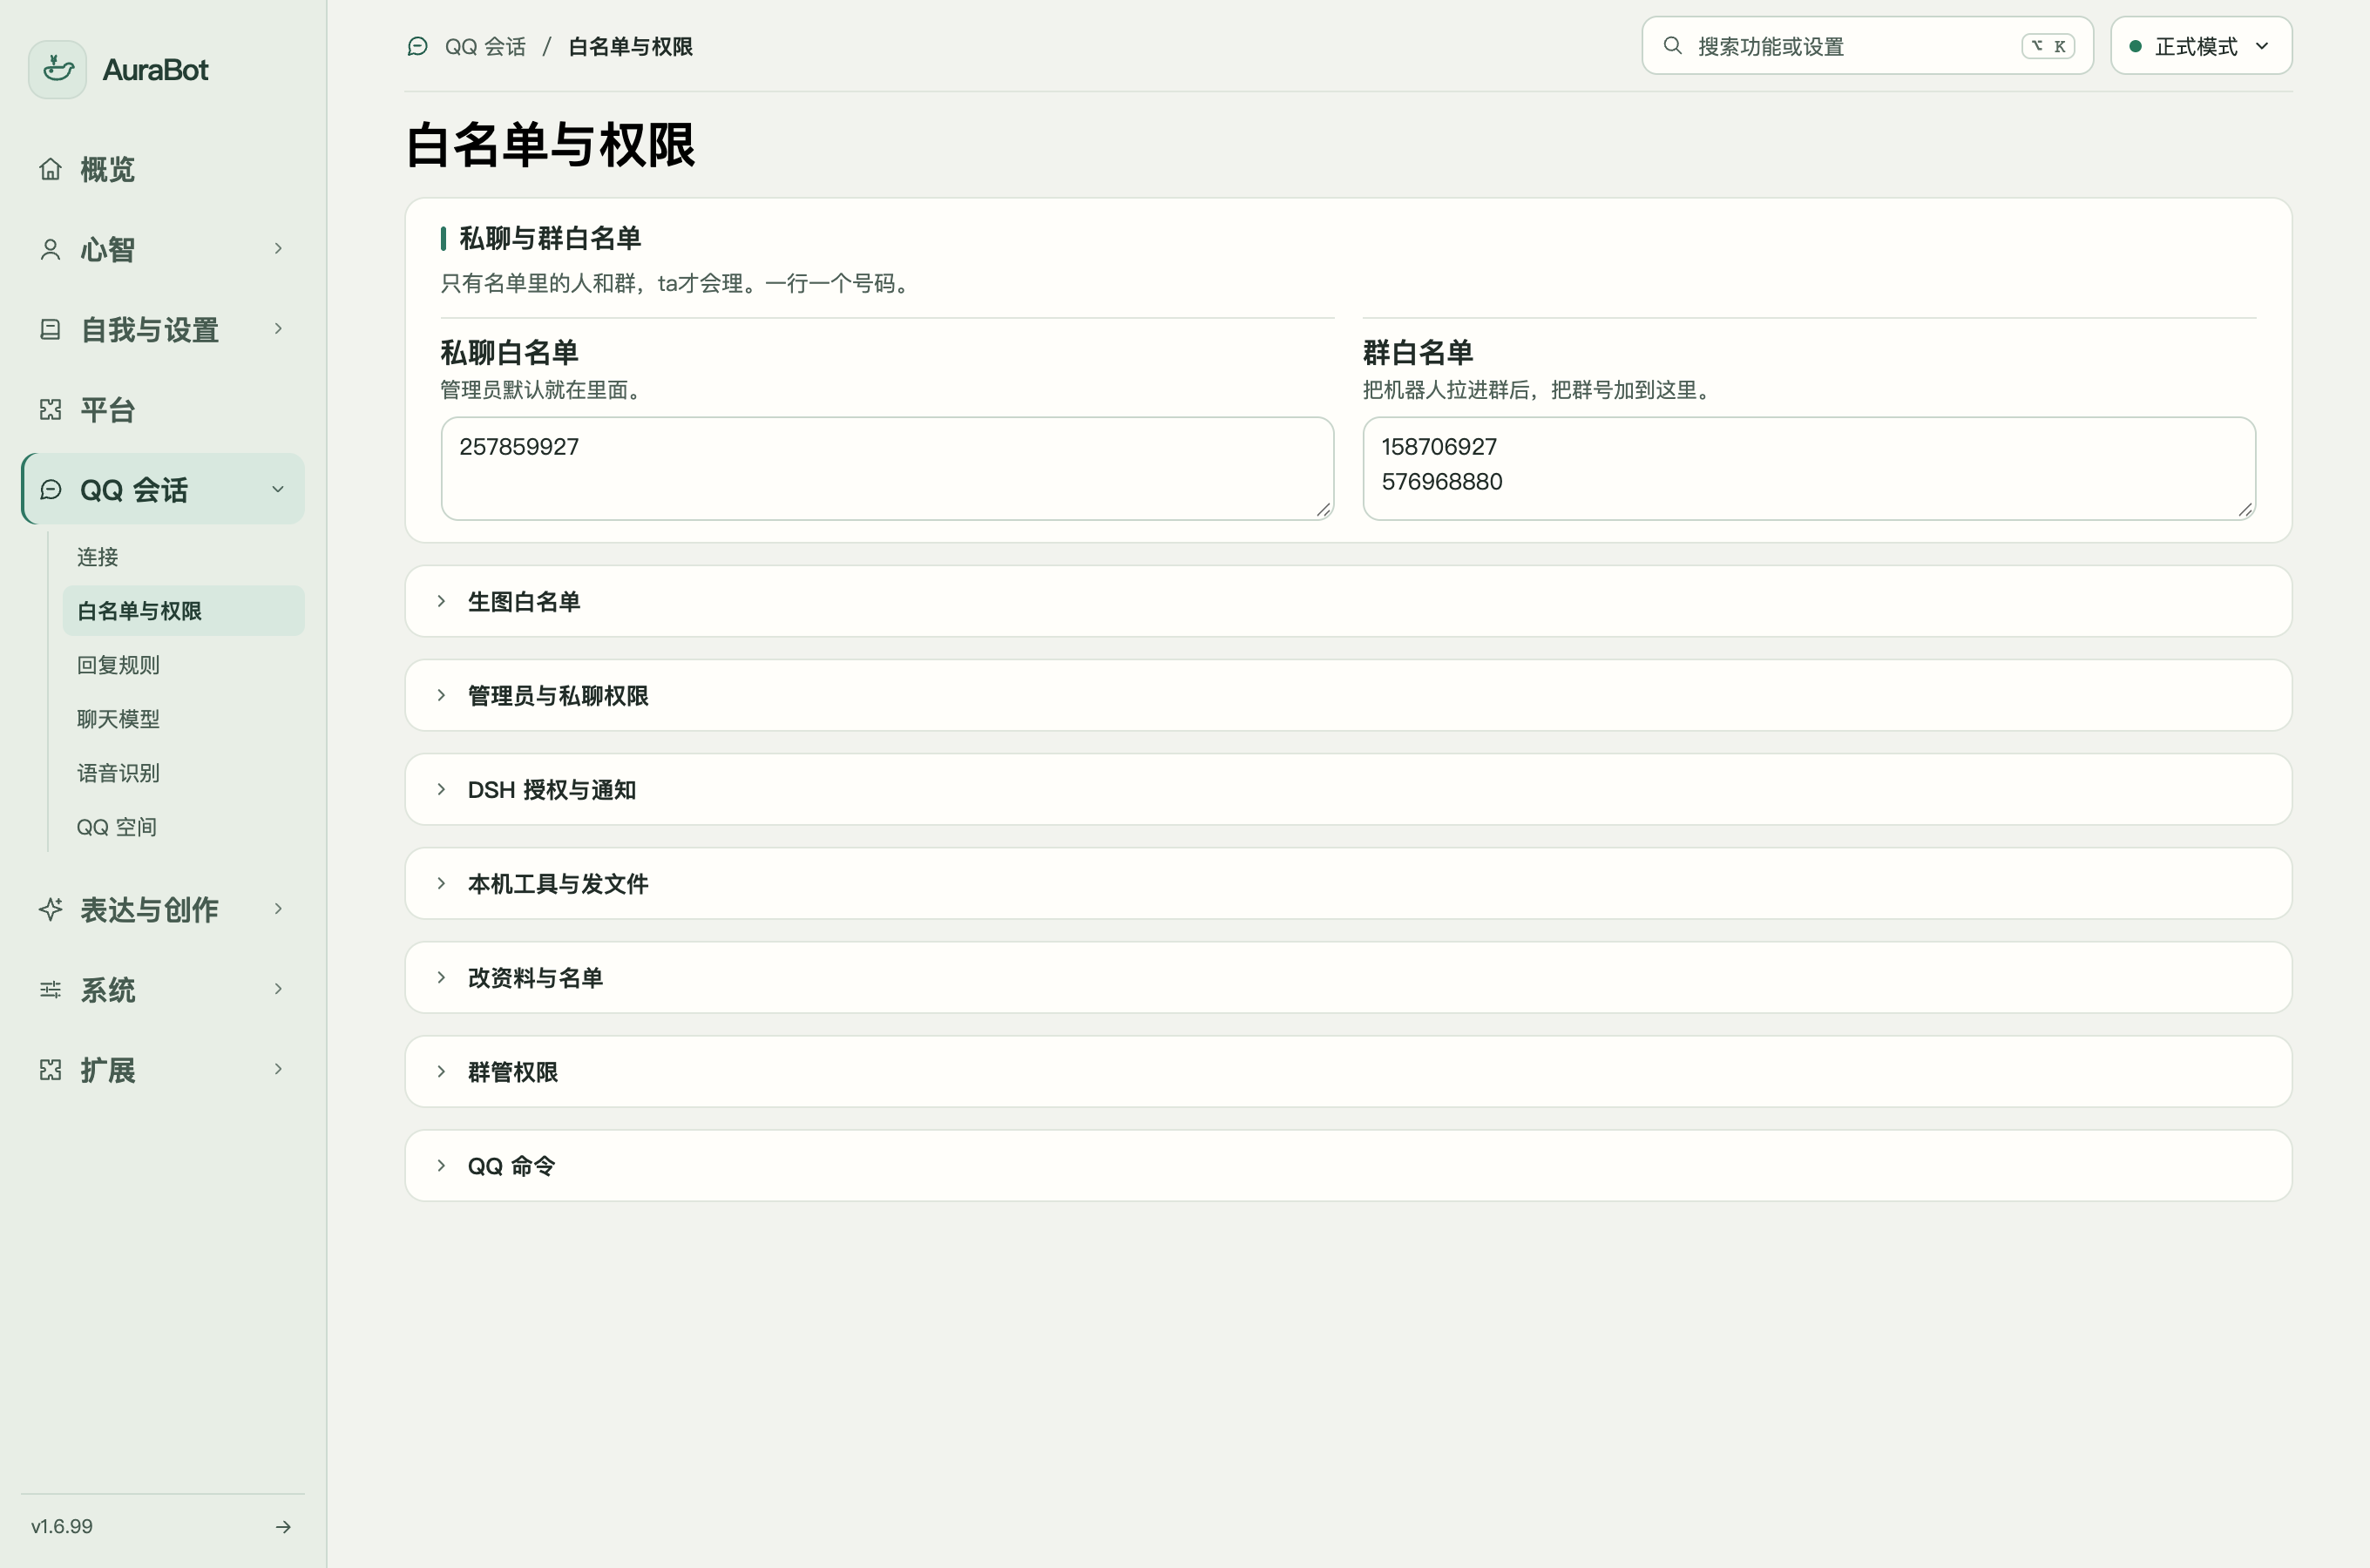 AuraBot
概览
心智
自我与设置
平台
QQ 会话
连接
白名单与权限
回复规则
聊天模型
语音识别
QQ 空间
表达与创作
系统
扩展
v1.6.99
QQ 会话 / 白名单与权限
搜索功能或设置 ⌥ K
正式模式
白名单与权限
私聊与群白名单
只有名单里的人和群，ta才会理。一行一个号码。
私聊白名单
管理员默认就在里面。
257859927
群白名单
把机器人拉进群后，把群号加到这里。
158706927
576968880
生图白名单
管理员与私聊权限
DSH 授权与通知
本机工具与发文件
改资料与名单
群管权限
QQ 命令